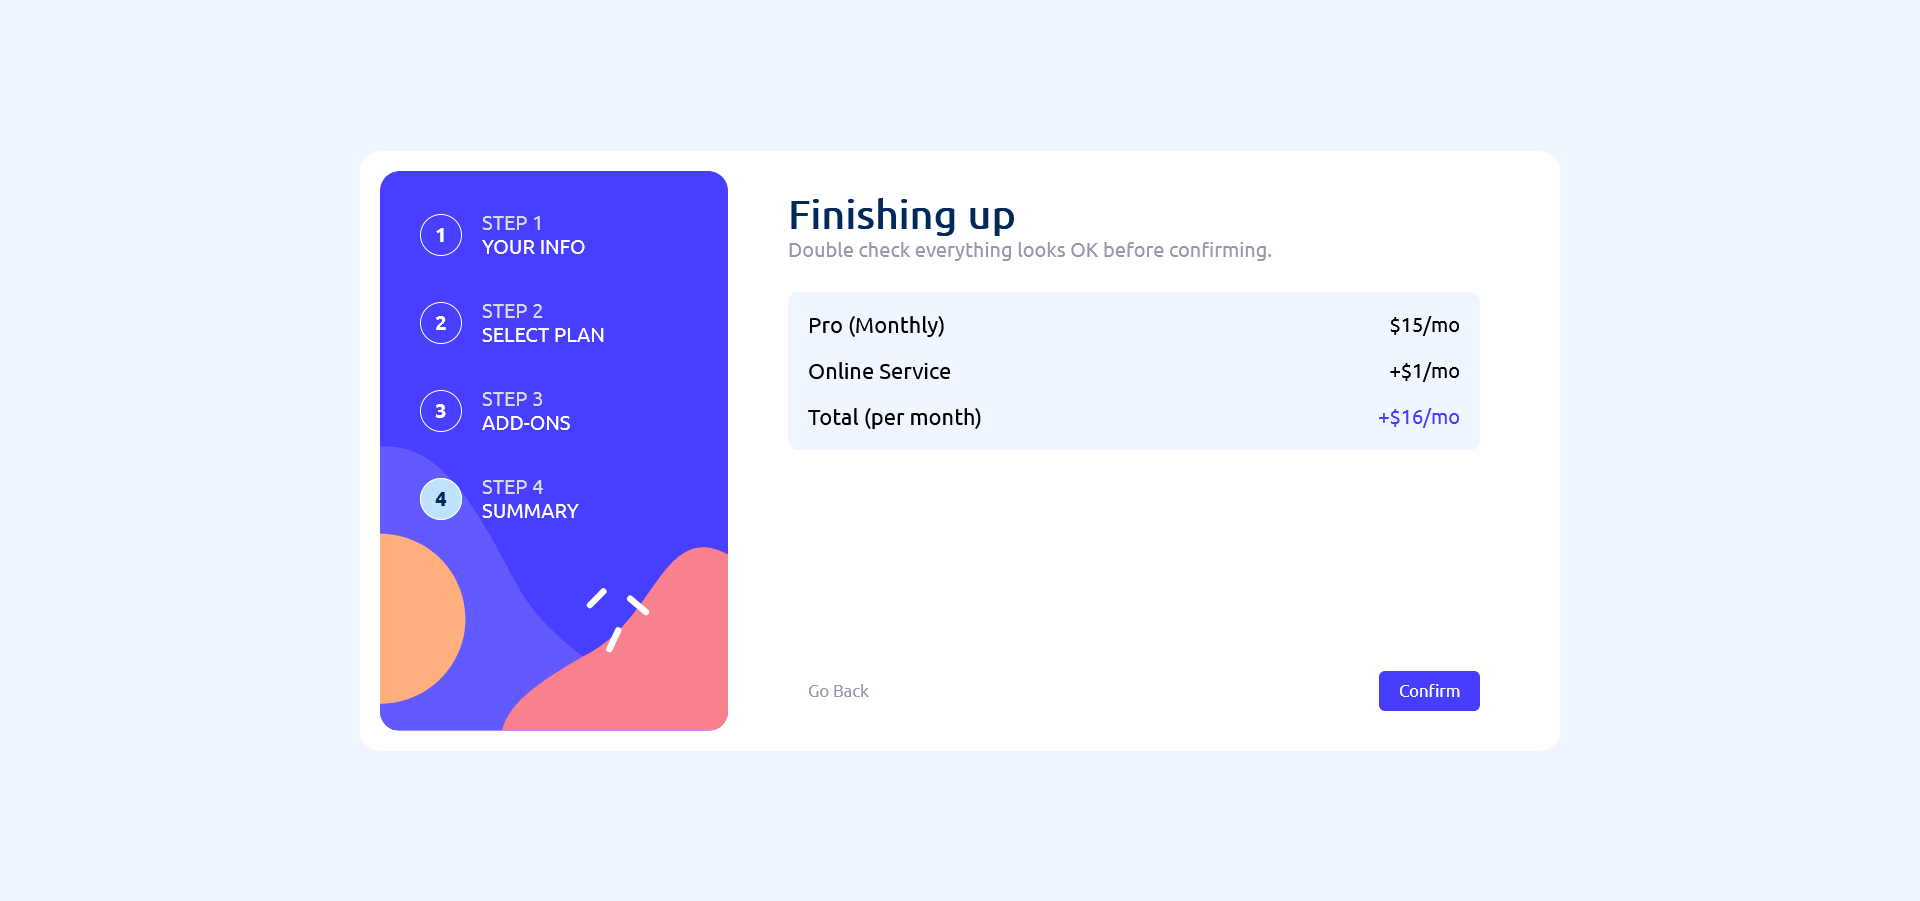 1
STEP 1
YOUR INFO
2
STEP 2
SELECT PLAN
3
STEP 3
ADD-ONS
4
STEP 4
SUMMARY
Finishing up
Double check everything looks OK before confirming.
Pro (Monthly) $15/mo
Online Service +$1/mo
Total (per month) +$16/mo
Go Back Confirm